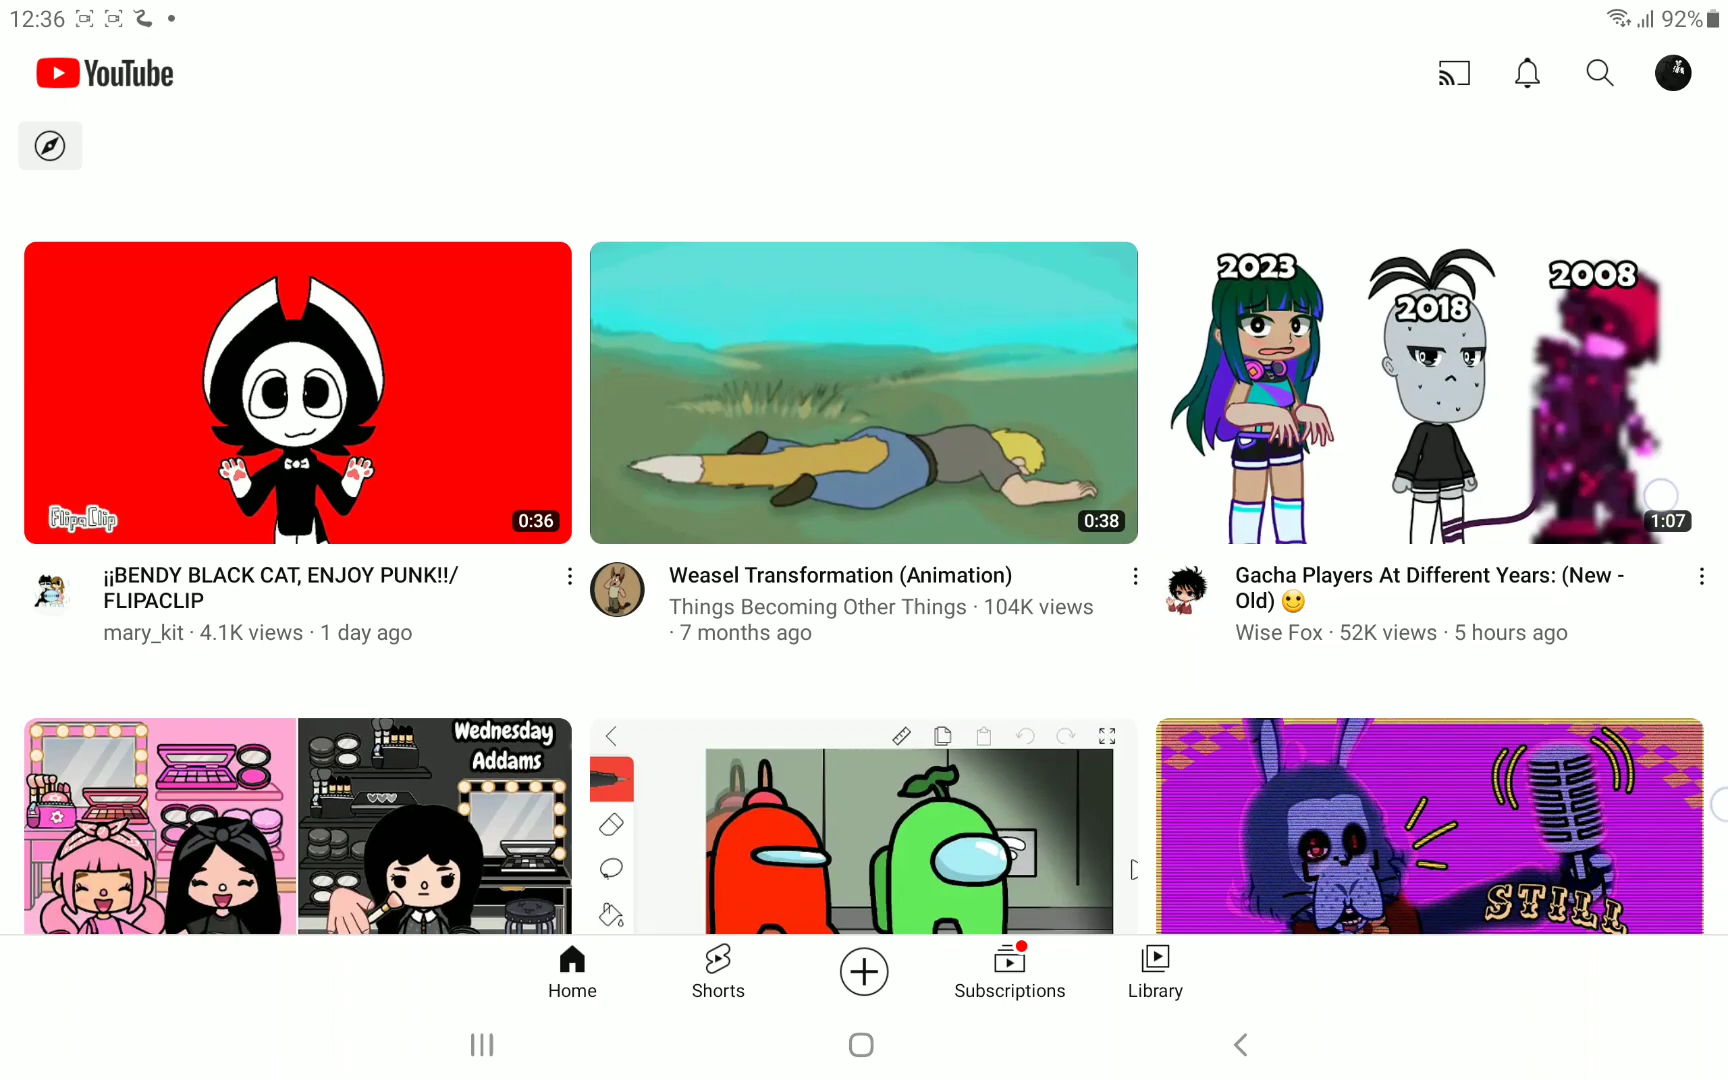 12:36
92%
YouTube
FlipaClip
0:36
0:38
2023
2018
2008
1:07
¡¡BENDY BLACK CAT, ENJOY PUNK!!/
FLIPACLIP
mary_kit · 4.1K views · 1 day ago
Weasel Transformation (Animation)
Things Becoming Other Things · 104K views
· 7 months ago
Gacha Players At Different Years: (New -
Old) 🙂
Wise Fox · 52K views · 5 hours ago
Wednesday
Addams
STILL
Home
Shorts
Subscriptions
Library